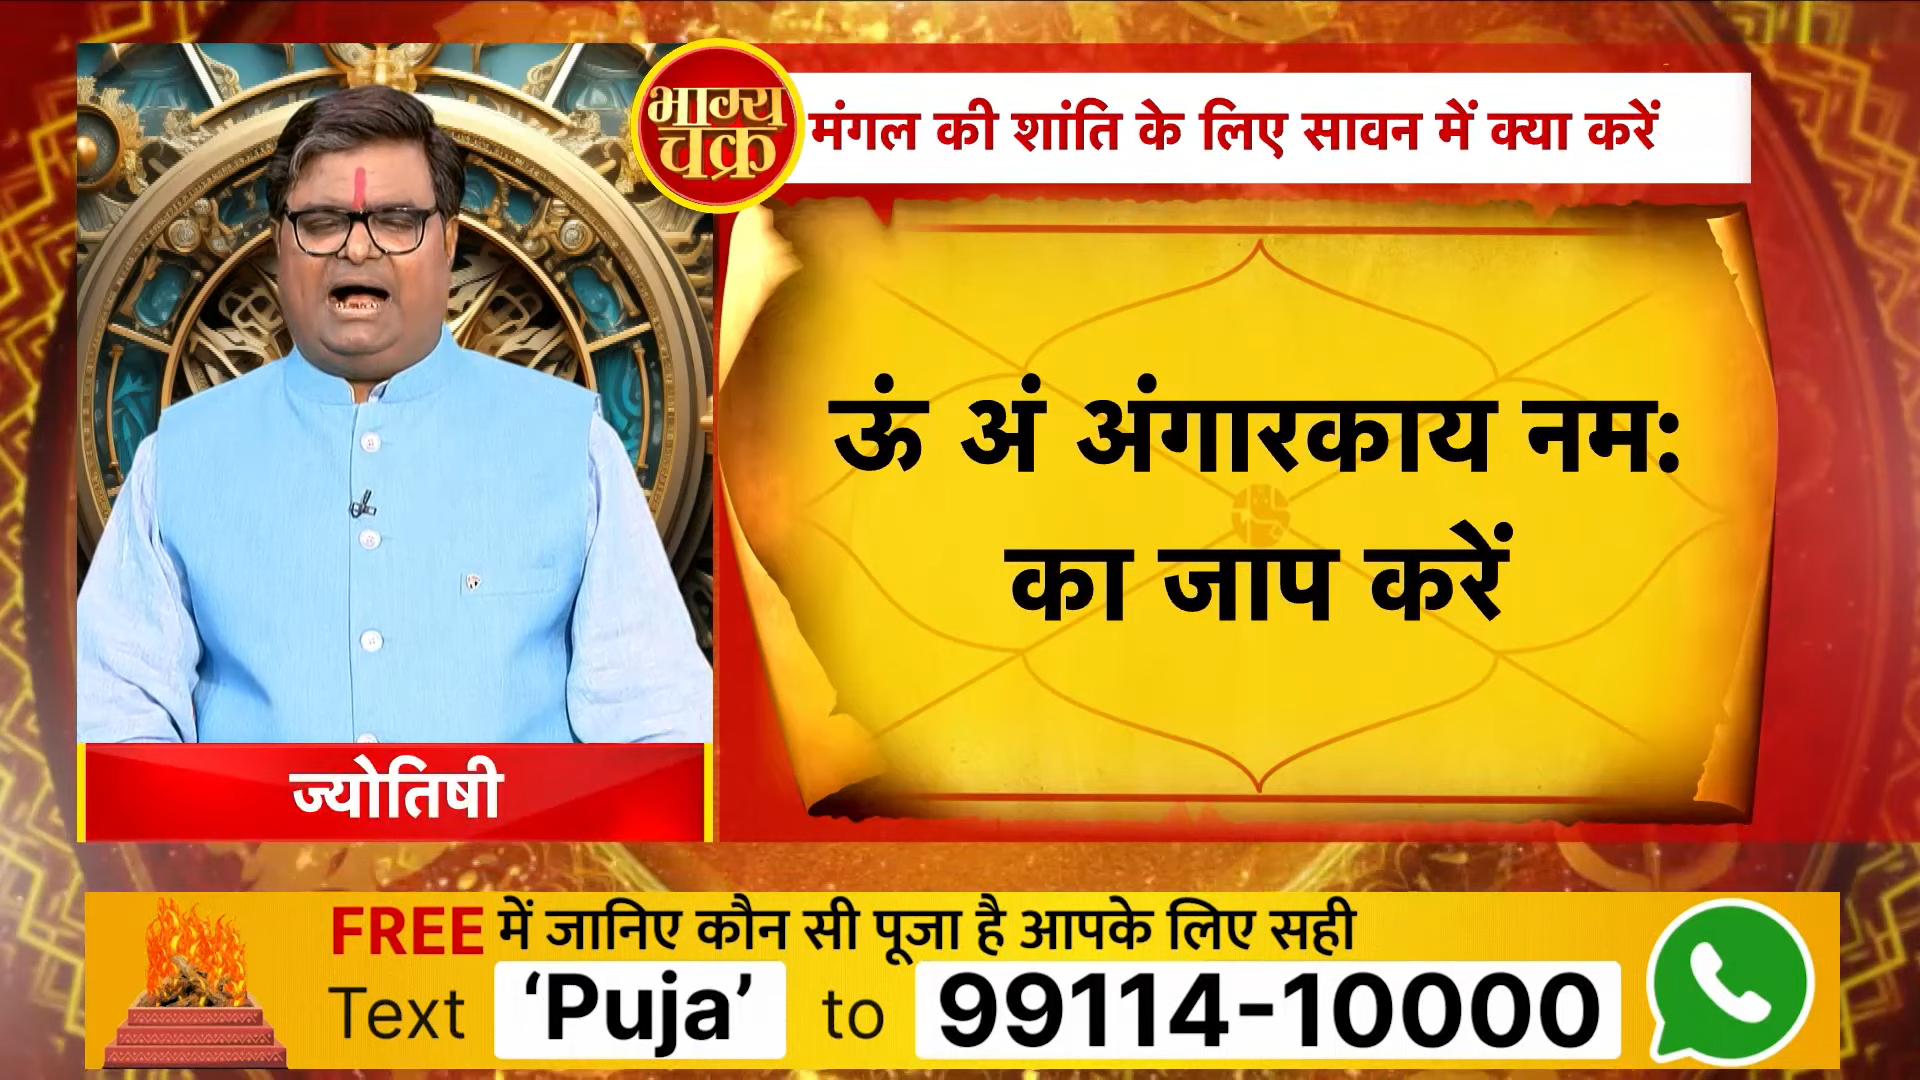 भाग्य
चक्र
मंगल की शांति के लिए सावन में क्या करें
ऊं अं अंगारकाय नम:
का जाप करें
ज्योतिषी
FREE में जानिए कौन सी पूजा है आपके लिए सही
Text ‘Puja’ to 99114-10000